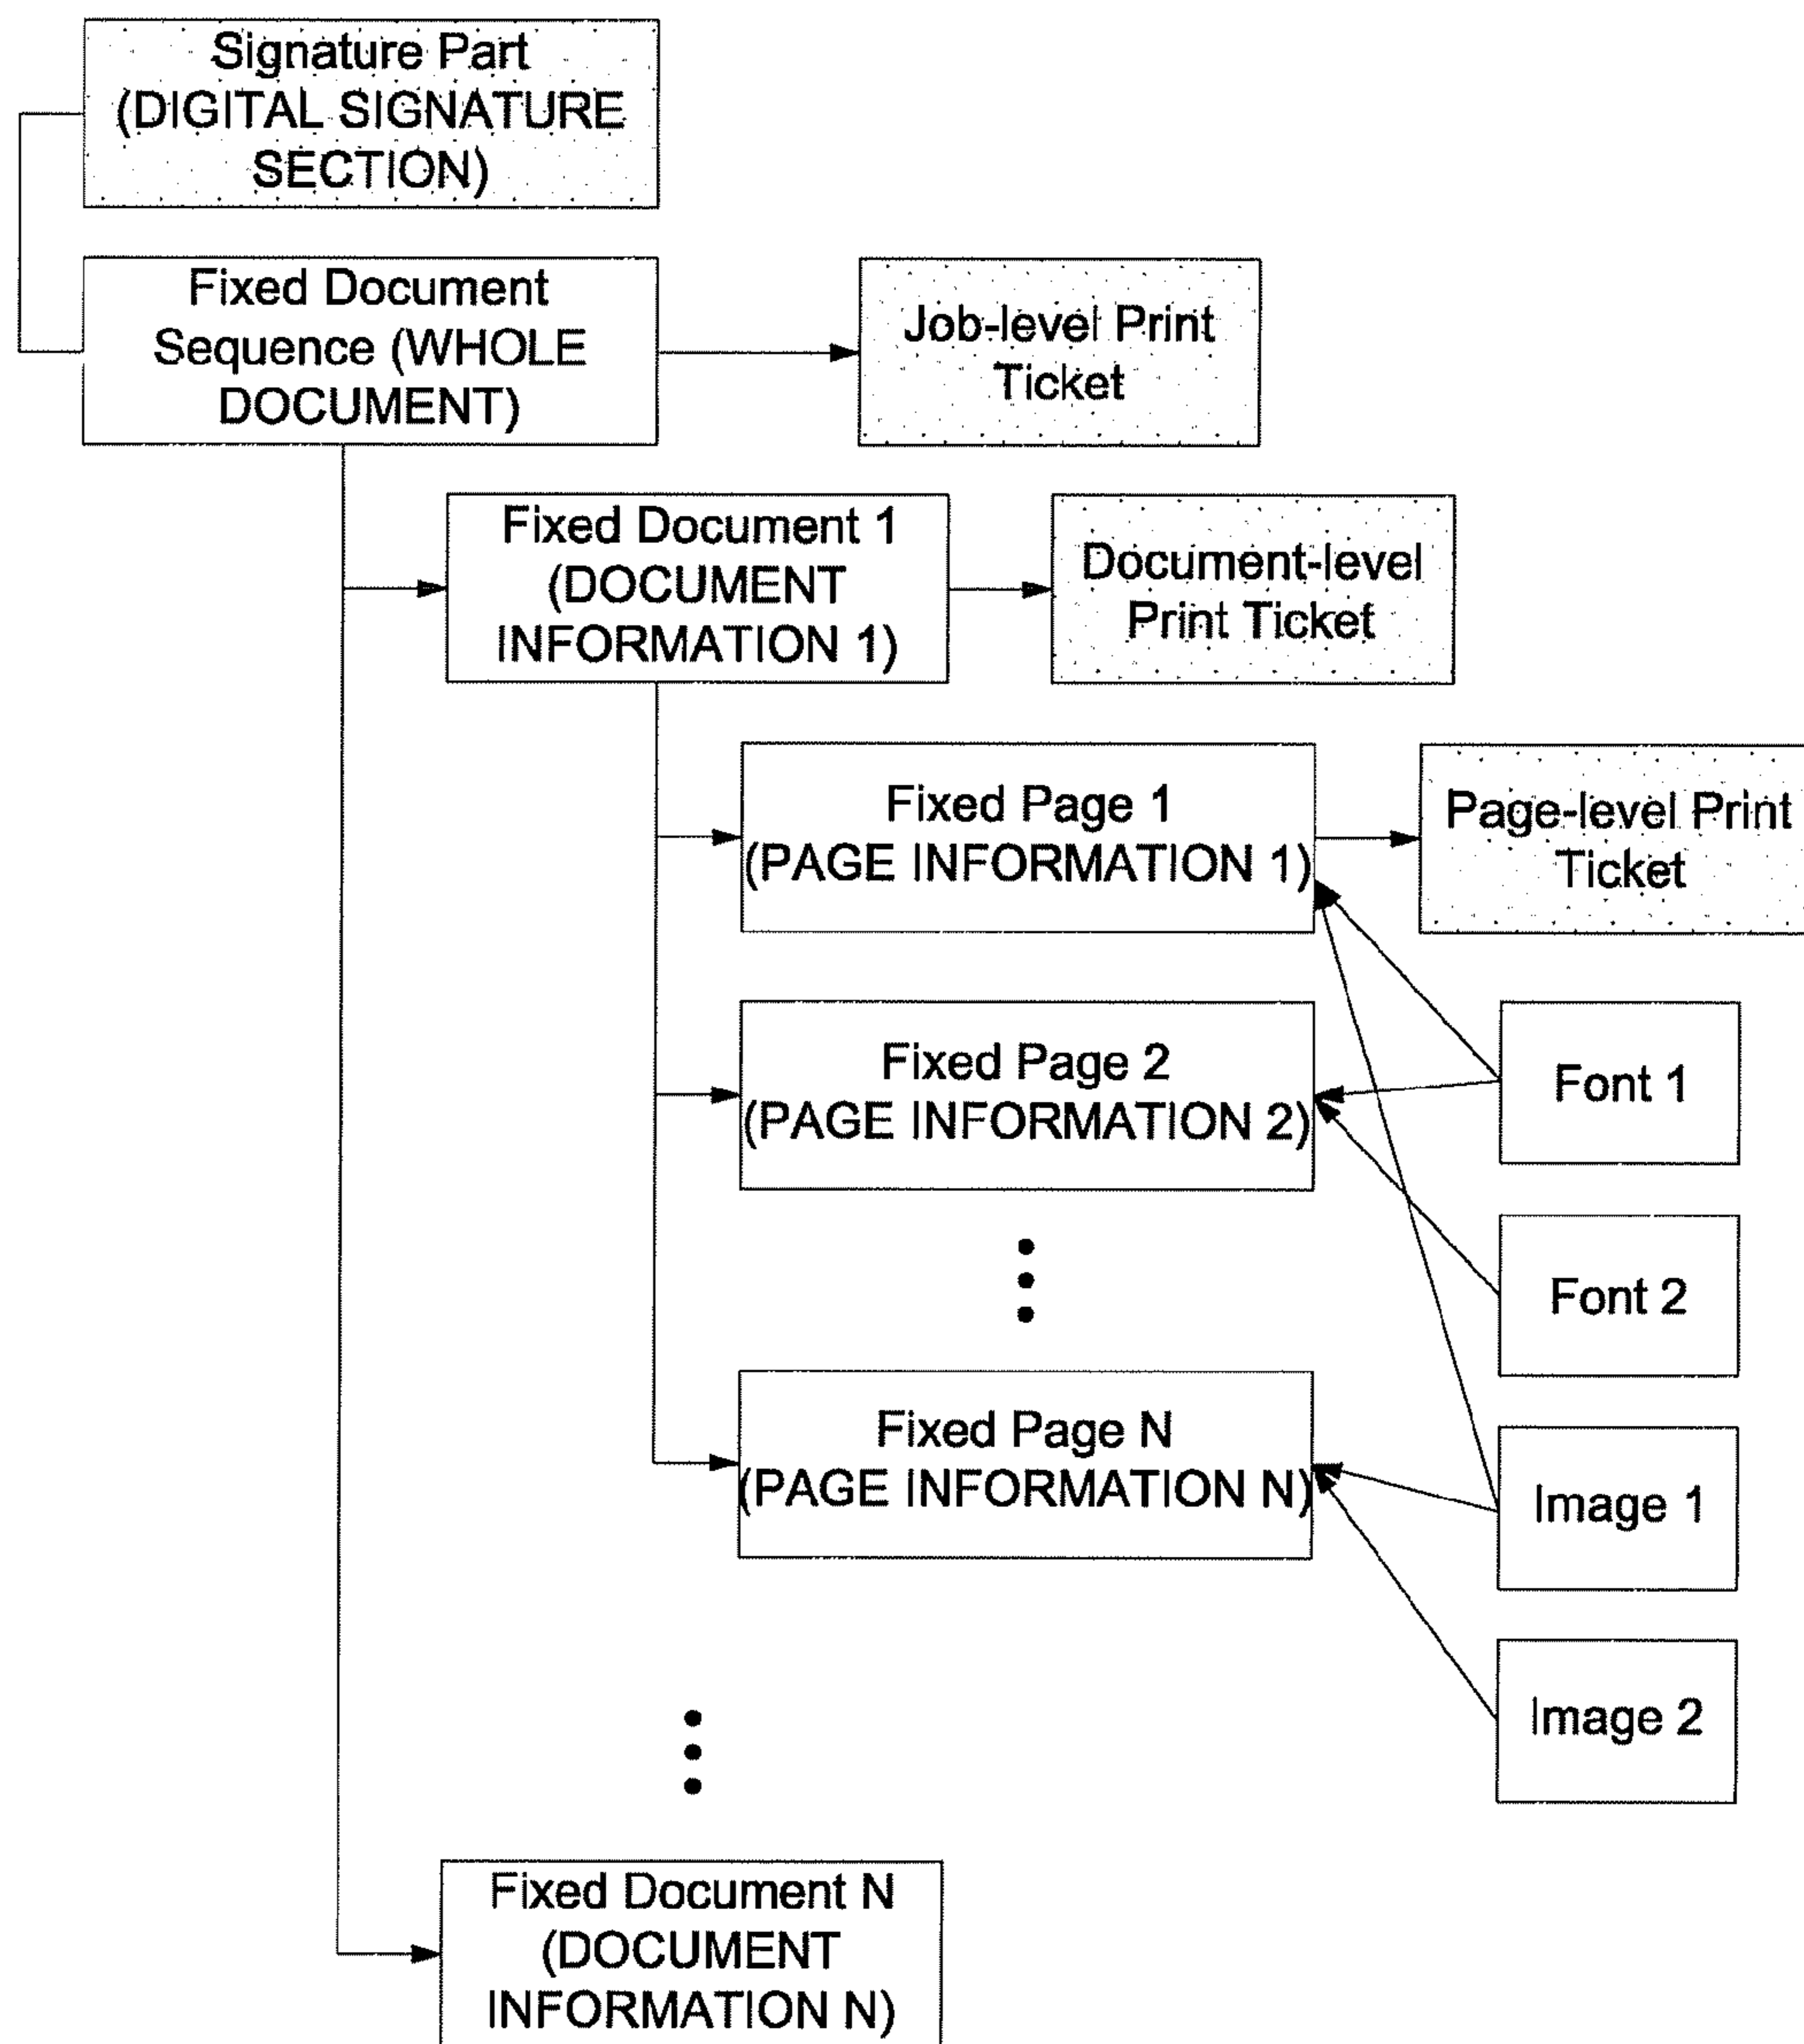 Signature Part
(DIGITAL SIGNATURE
SECTION)
Fixed Document
Sequence (WHOLE
DOCUMENT)
Job-level Print
Ticket
Fixed Document 1
(DOCUMENT
INFORMATION 1)
Document-level
Print Ticket
Fixed Page 1
(PAGE INFORMATION 1)
Page-level Print
Ticket
Fixed Page 2
(PAGE INFORMATION 2)
Font 1
Font 2
Fixed Page N
(PAGE INFORMATION N)
Image 1
Image 2
Fixed Document N
(DOCUMENT
INFORMATION N)